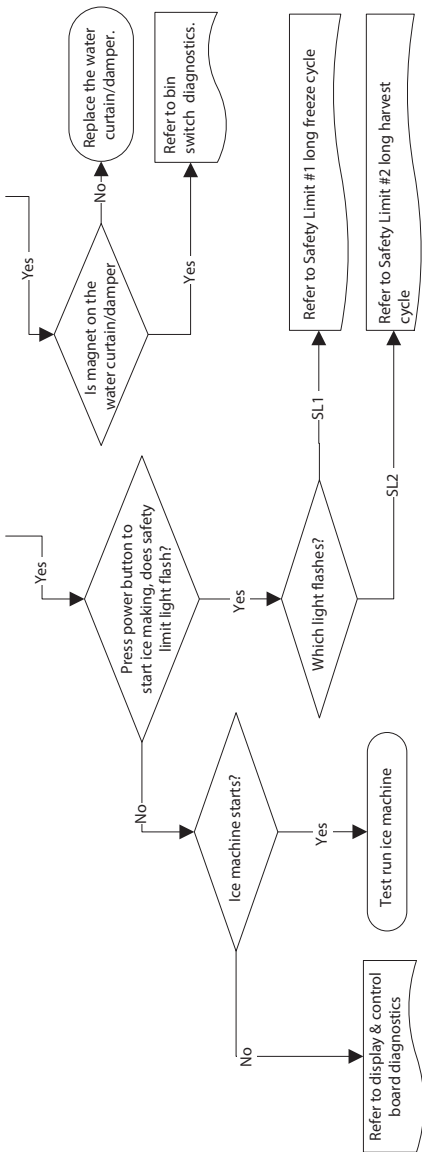 Yes
Is magnet on the
water curtain/damper
No
Replace the water
curtain/damper.
Yes
Refer to bin
switch diagnostics.
Yes
Press power button to
start ice making, does safety
limit light flash?
Yes
Which light flashes?
SL1
Refer to Safety Limit #1 long freeze cycle
SL2
Refer to Safety Limit #2 long harvest
cycle
No
Ice machine starts?
Yes
Test run ice machine
No
Refer to display & control
board diagnostics